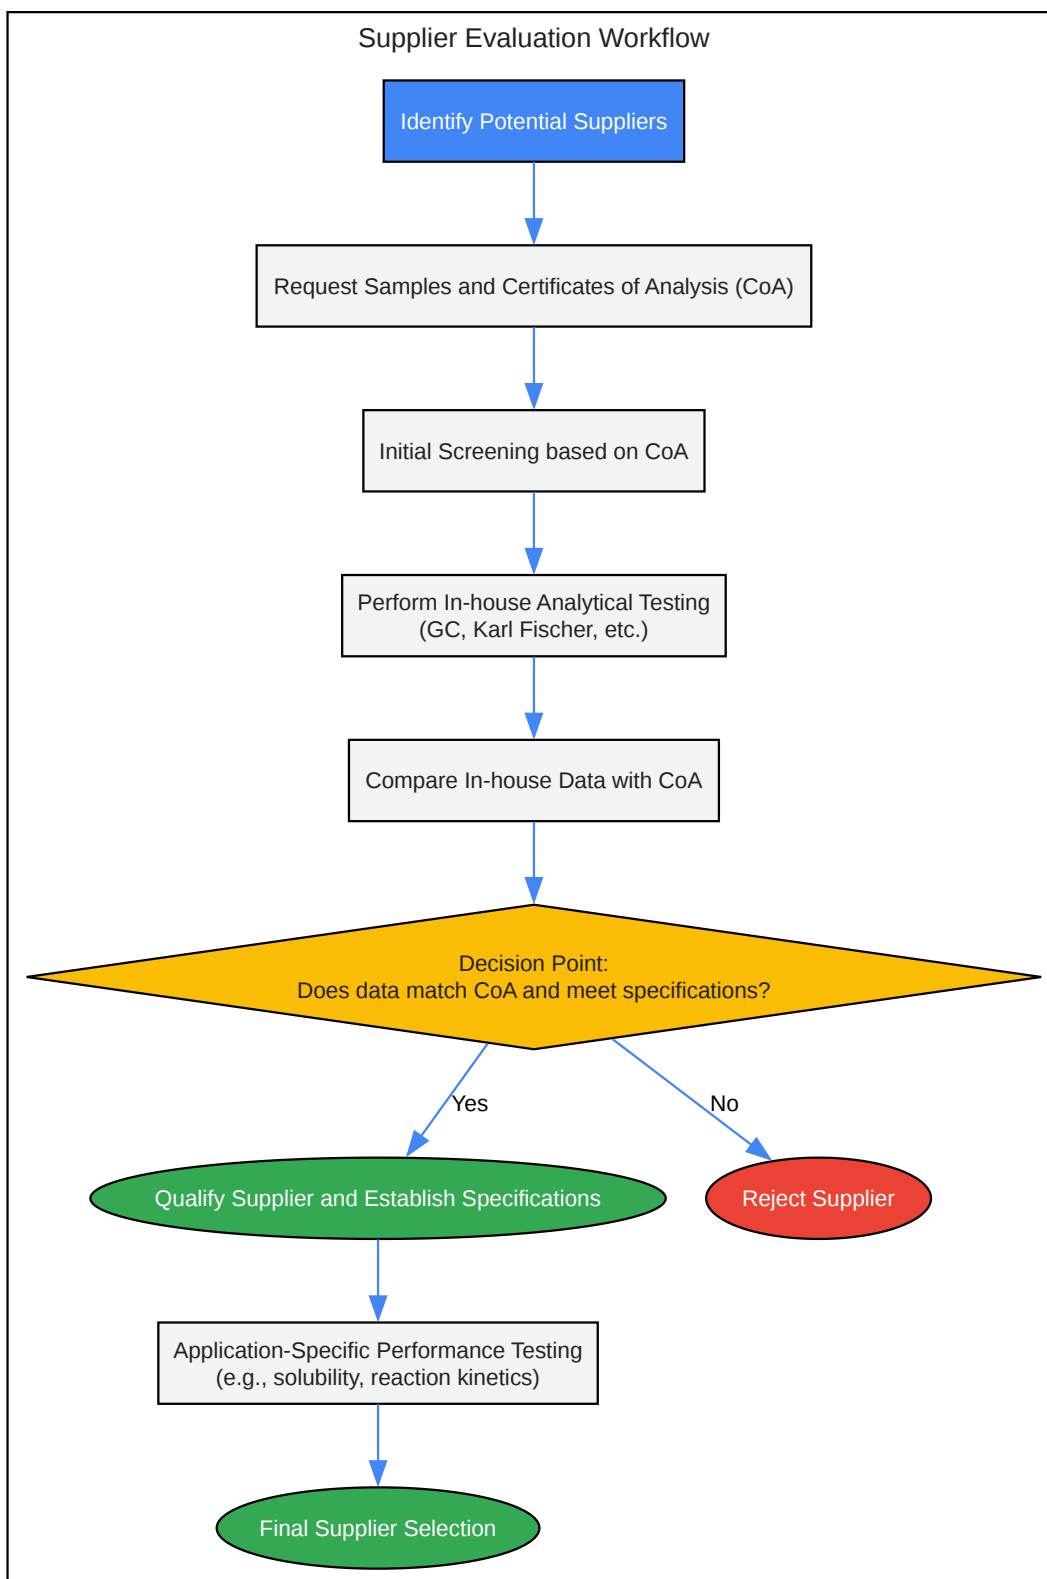 Supplier Evaluation Workflow
Identify Potential Suppliers
Request Samples and Certificates of Analysis (CoA)
Initial Screening based on CoA
Perform In-house Analytical Testing
(GC, Karl Fischer, etc.)
Compare In-house Data with CoA
Decision Point:
Does data match CoA and meet specifications?
Yes
No
Qualify Supplier and Establish Specifications
Reject Supplier
Application-Specific Performance Testing
(e.g., solubility, reaction kinetics)
Final Supplier Selection